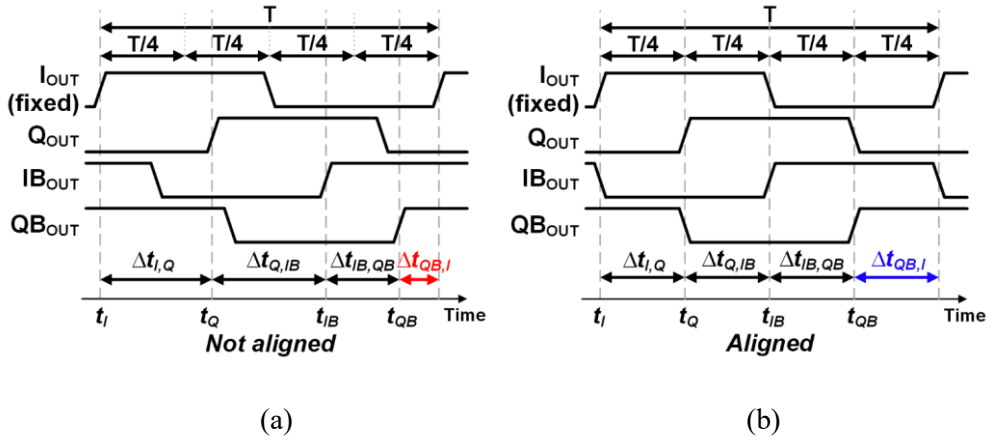 T
T/4 T/4 T/4 T/4
I_OUT
(fixed)
Q_OUT
IB_OUT
QB_OUT
Δt_I,Q Δt_Q,IB Δt_IB,QB Δt_QB,I
t_I t_Q t_IB t_QB Time
Not aligned
(a)
T
T/4 T/4 T/4 T/4
I_OUT
(fixed)
Q_OUT
IB_OUT
QB_OUT
Δt_I,Q Δt_Q,IB Δt_IB,QB Δt_QB,I
t_I t_Q t_IB t_QB Time
Aligned
(b)